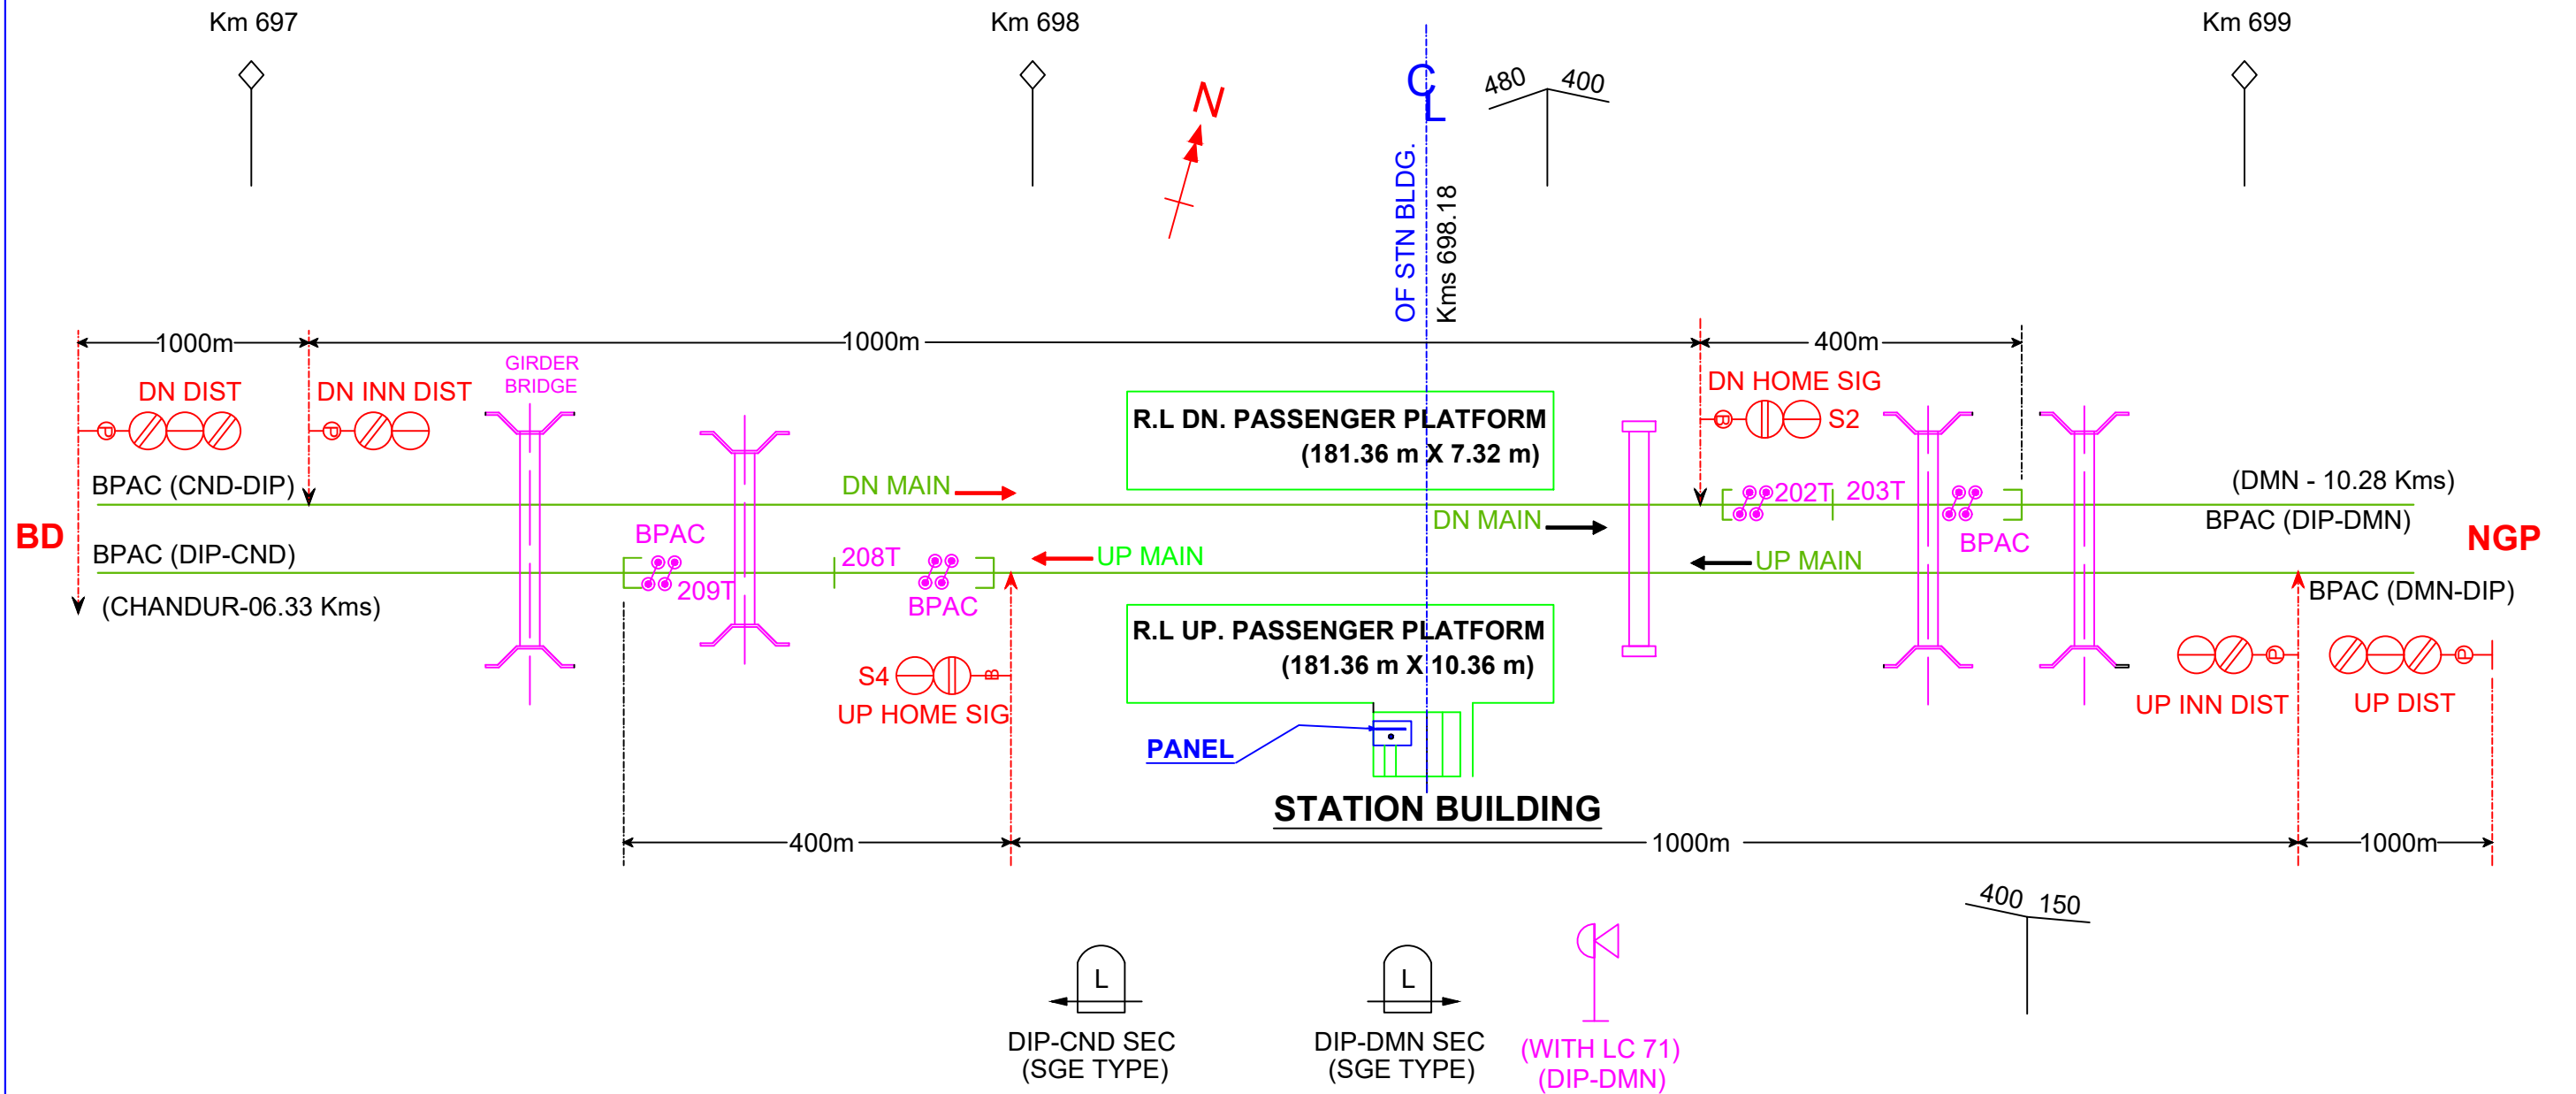 Km 697
Km 698
Km 699
N
CL
480 400
OF STN BLDG.
Kms 698.18
1000m
1000m
400m
GIRDER
BRIDGE
DN DIST
DN INN DIST
DN HOME SIG
P
P
B
S2
R.L DN. PASSENGER PLATFORM
(181.36 m X 7.32 m)
BPAC (CND-DIP)
DN MAIN
202T
203T
(DMN - 10.28 Kms)
BD
BPAC
DN MAIN
BPAC (DIP-DMN)
NGP
BPAC (DIP-CND)
208T
UP MAIN
UP MAIN
BPAC
209T
BPAC
BPAC (DMN-DIP)
(CHANDUR-06.33 Kms)
R.L UP. PASSENGER PLATFORM
(181.36 m X 10.36 m)
S4
B
P
P
UP HOME SIG
UP INN DIST
UP DIST
PANEL
STATION BUILDING
400m
1000m
1000m
400 150
L
L
DIP-CND SEC
(SGE TYPE)
DIP-DMN SEC
(SGE TYPE)
(WITH LC 71)
(DIP-DMN)